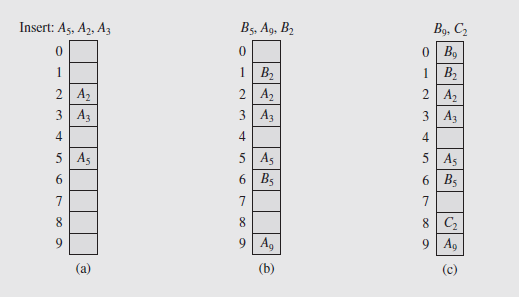 Insert: A5, A2, A3 B5, A9, B2 B9, C2
0 0 0 B9
1 1 B2 1 B2
2 A2 2 A2 2 A2
3 A3 3 A3 3 A3
4 4 4
5 A5 5 A5 5 A5
6 6 B5 6 B5
7 7 7
8 8 8 C2
9 9 A9 9 A9
(a) (b) (c)